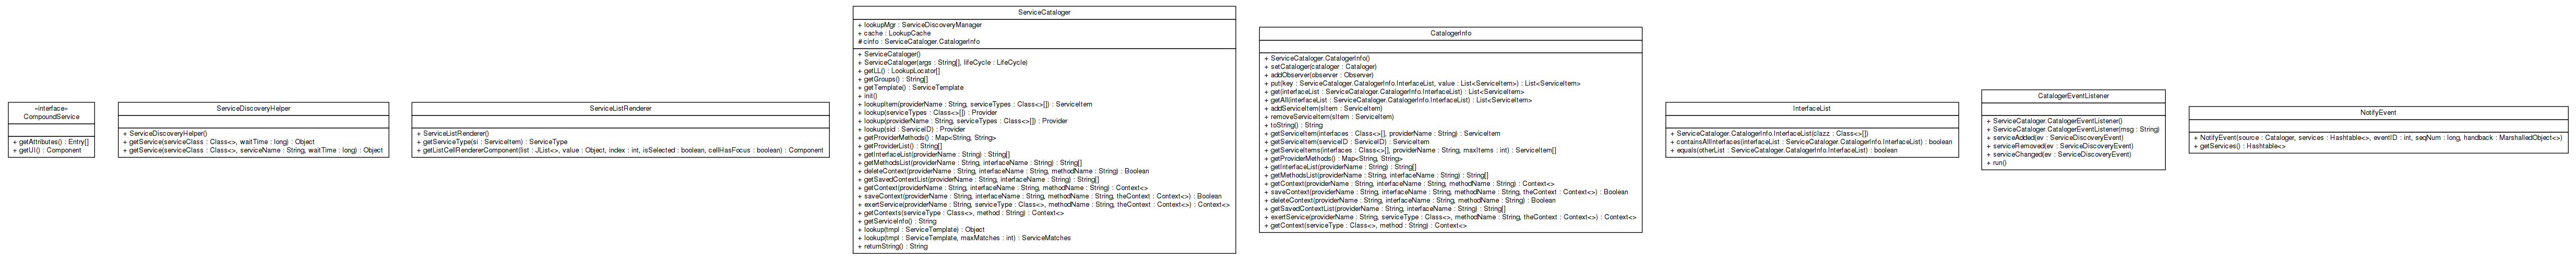 «interface»
CompoundService
+ getAttributes() : Entry[]
+ getUI() : Component
ServiceDiscoveryHelper
+ ServiceDiscoveryHelper()
+ getService(serviceClass : Class<>, waitTime : long) : Object
+ getService(serviceClass : Class<>, serviceName : String, waitTime : long) : Object
ServiceListRenderer
+ ServiceListRenderer()
+ getServiceType(si : ServiceItem) : ServiceType
+ getListCellRendererComponent(list : JList<>, value : Object, index : int, isSelected : boolean, cellHasFocus : boolean) : Component
ServiceCataloger
+ lookupMgr : ServiceDiscoveryManager
+ cache : LookupCache
# cinfo : ServiceCataloger.CatalogerInfo
+ ServiceCataloger()
+ ServiceCataloger(args : String[], lifeCycle : LifeCycle)
+ getLL() : LookupLocator[]
+ getGroups() : String[]
+ getTemplate() : ServiceTemplate
+ init()
+ lookupItem(providerName : String, serviceTypes : Class<>[]) : ServiceItem
+ lookup(serviceTypes : Class<>[]) : Provider
+ lookup(providerName : String, serviceTypes : Class<>[]) : Provider
+ lookup(sid : ServiceID) : Provider
+ getProviderMethods() : Map<String, String>
+ getProviderList() : String[]
+ getInterfaceList(providerName : String) : String[]
+ getMethodsList(providerName : String, interfaceName : String) : String[]
+ deleteContext(providerName : String, interfaceName : String, methodName : String) : Boolean
+ getSavedContextList(providerName : String, interfaceName : String) : String[]
+ getContext(providerName : String, interfaceName : String, methodName : String) : Context<>
+ saveContext(providerName : String, interfaceName : String, methodName : String, theContext : Context<>) : Boolean
+ exertService(providerName : String, serviceType : Class<>, methodName : String, theContext : Context<>) : Context<>
+ getContexts(serviceType : Class<>, method : String) : Context<>
+ getServiceInfo() : String
+ lookup(tmpl : ServiceTemplate) : Object
+ lookup(tmpl : ServiceTemplate, maxMatches : int) : ServiceMatches
+ returnString() : String
CatalogerInfo
+ ServiceCataloger.CatalogerInfo()
+ setCataloger(cataloger : Cataloger)
+ addObserver(observer : Observer)
+ put(key : ServiceCataloger.CatalogerInfo.InterfaceList, value : List<ServiceItem>) : List<ServiceItem>
+ get(interfaceList : ServiceCataloger.CatalogerInfo.InterfaceList) : List<ServiceItem>
+ getAll(interfaceList : ServiceCataloger.CatalogerInfo.InterfaceList) : List<ServiceItem>
+ addServiceItem(sItem : ServiceItem)
+ removeServiceItem(sItem : ServiceItem)
+ toString() : String
+ getServiceItem(interfaces : Class<>[], providerName : String) : ServiceItem
+ getServiceItem(serviceID : ServiceID) : ServiceItem
+ getServiceItems(interfaces : Class<>[], providerName : String, maxItems : int) : ServiceItem[]
+ getProviderMethods() : Map<String, String>
+ getInterfaceList(providerName : String) : String[]
+ getMethodsList(providerName : String, interfaceName : String) : String[]
+ getContext(providerName : String, interfaceName : String, methodName : String) : Context<>
+ saveContext(providerName : String, interfaceName : String, methodName : String, theContext : Context<>) : Boolean
+ deleteContext(providerName : String, interfaceName : String, methodName : String) : Boolean
+ getSavedContextList(providerName : String, interfaceName : String) : String[]
+ exertService(providerName : String, serviceType : Class<>, methodName : String, theContext : Context<>) : Context<>
+ getContext(serviceType : Class<>, method : String) : Context<>
InterfaceList
+ ServiceCataloger.CatalogerInfo.InterfaceList(clazz : Class<>[])
+ containsAllInterfaces(interfaceList : ServiceCataloger.CatalogerInfo.InterfaceList) : boolean
+ equals(otherList : ServiceCataloger.CatalogerInfo.InterfaceList) : boolean
CatalogerEventListener
+ ServiceCataloger.CatalogerEventListener()
+ ServiceCataloger.CatalogerEventListener(msg : String)
+ serviceAdded(ev : ServiceDiscoveryEvent)
+ serviceRemoved(ev : ServiceDiscoveryEvent)
+ serviceChanged(ev : ServiceDiscoveryEvent)
+ run()
NotifyEvent
+ NotifyEvent(source : Cataloger, services : Hashtable<>, eventID : int, seqNum : long, handback : MarshalledObject<>)
+ getServices() : Hashtable<>